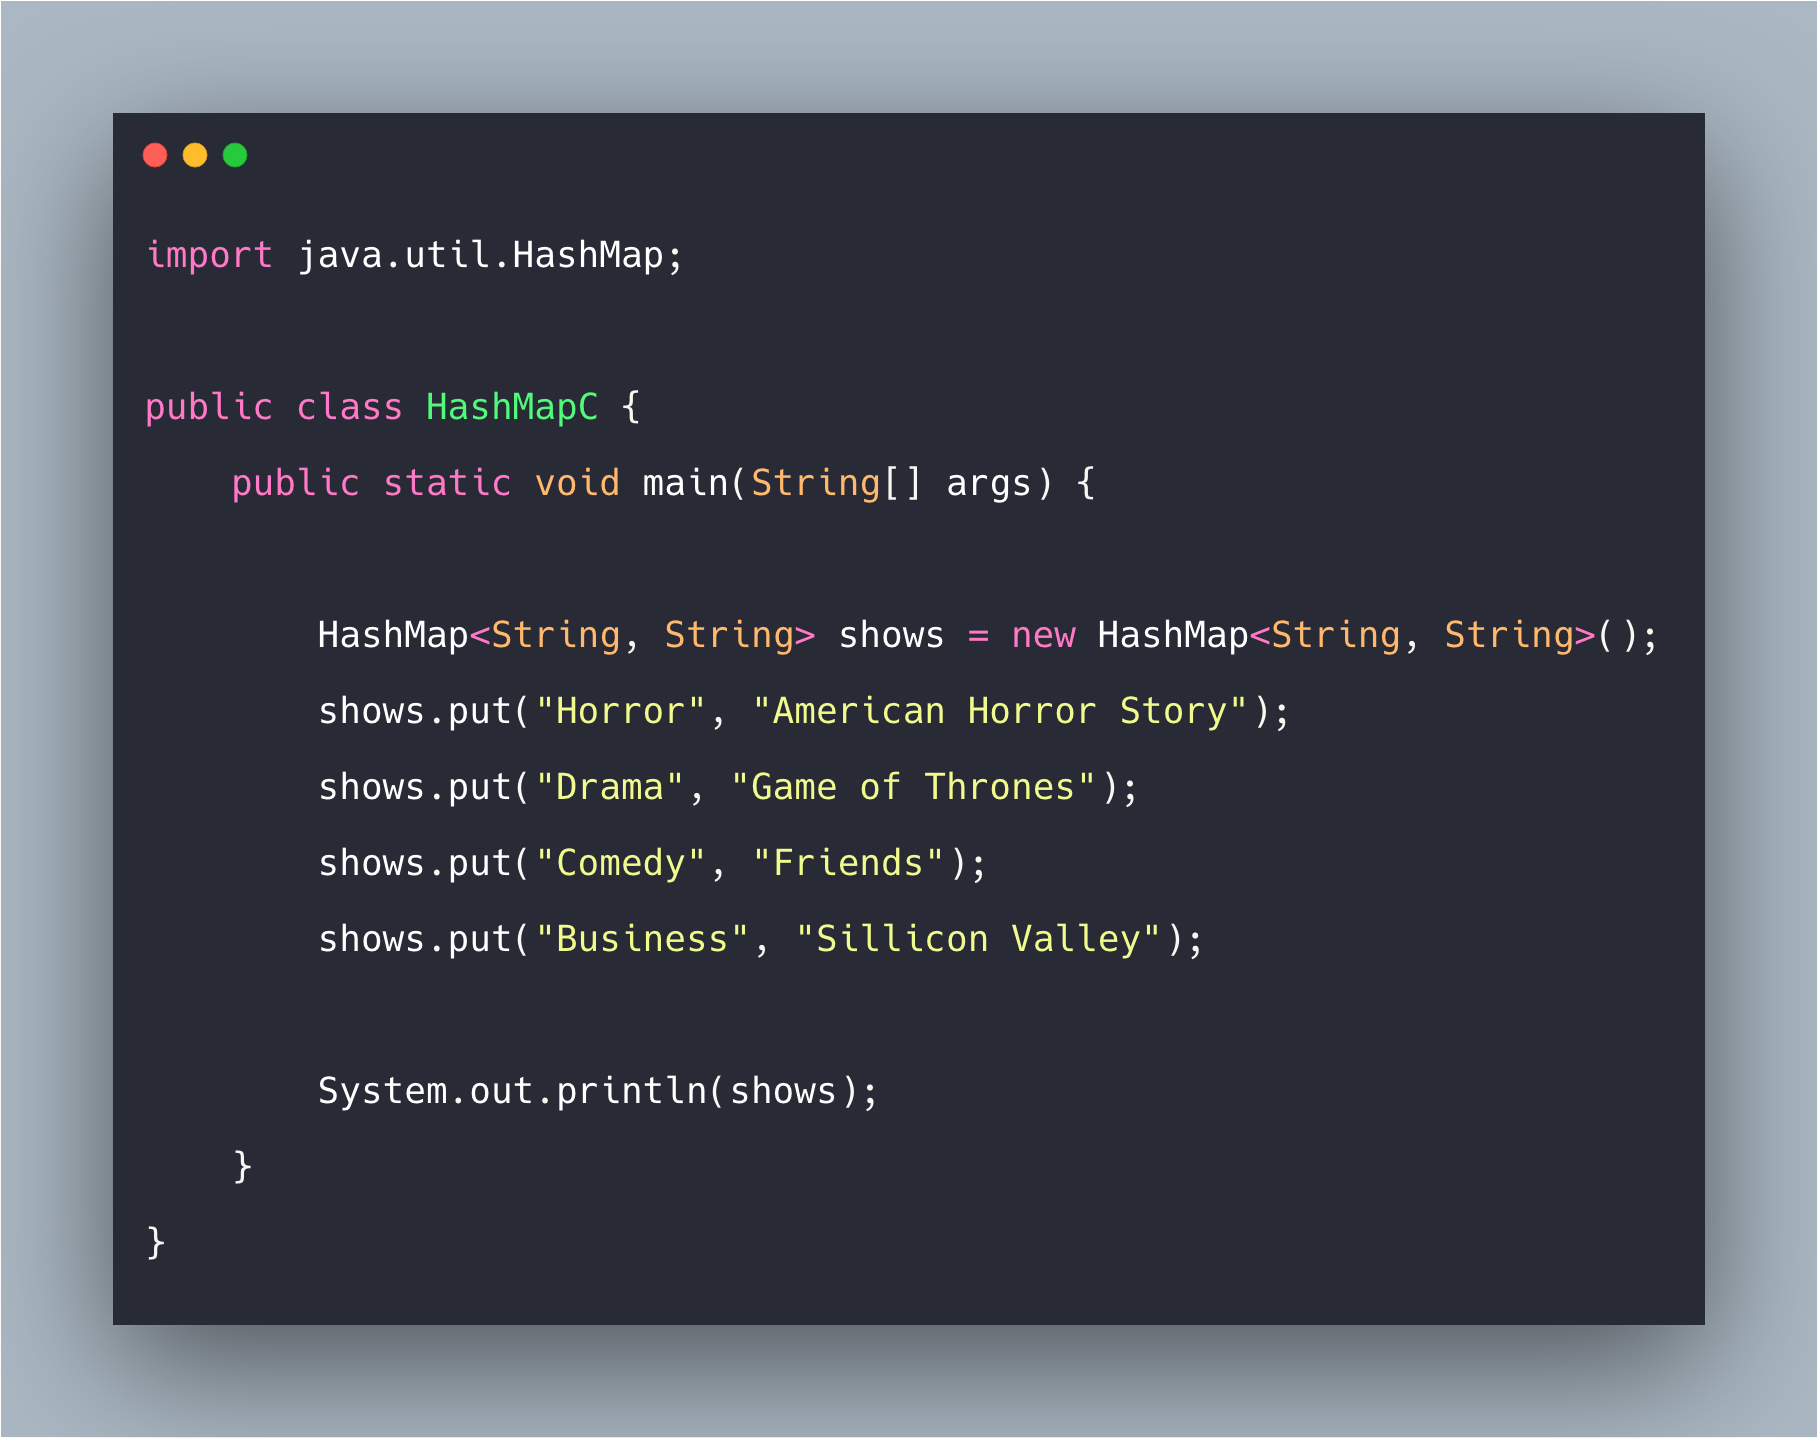 import java.util.HashMap;
public class HashMapC {
    public static void main(String[] args) {
        HashMap<String, String> shows = new HashMap<String, String>();
        shows.put("Horror", "American Horror Story");
        shows.put("Drama", "Game of Thrones");
        shows.put("Comedy", "Friends");
        shows.put("Business", "Sillicon Valley");
        System.out.println(shows);
    }
}